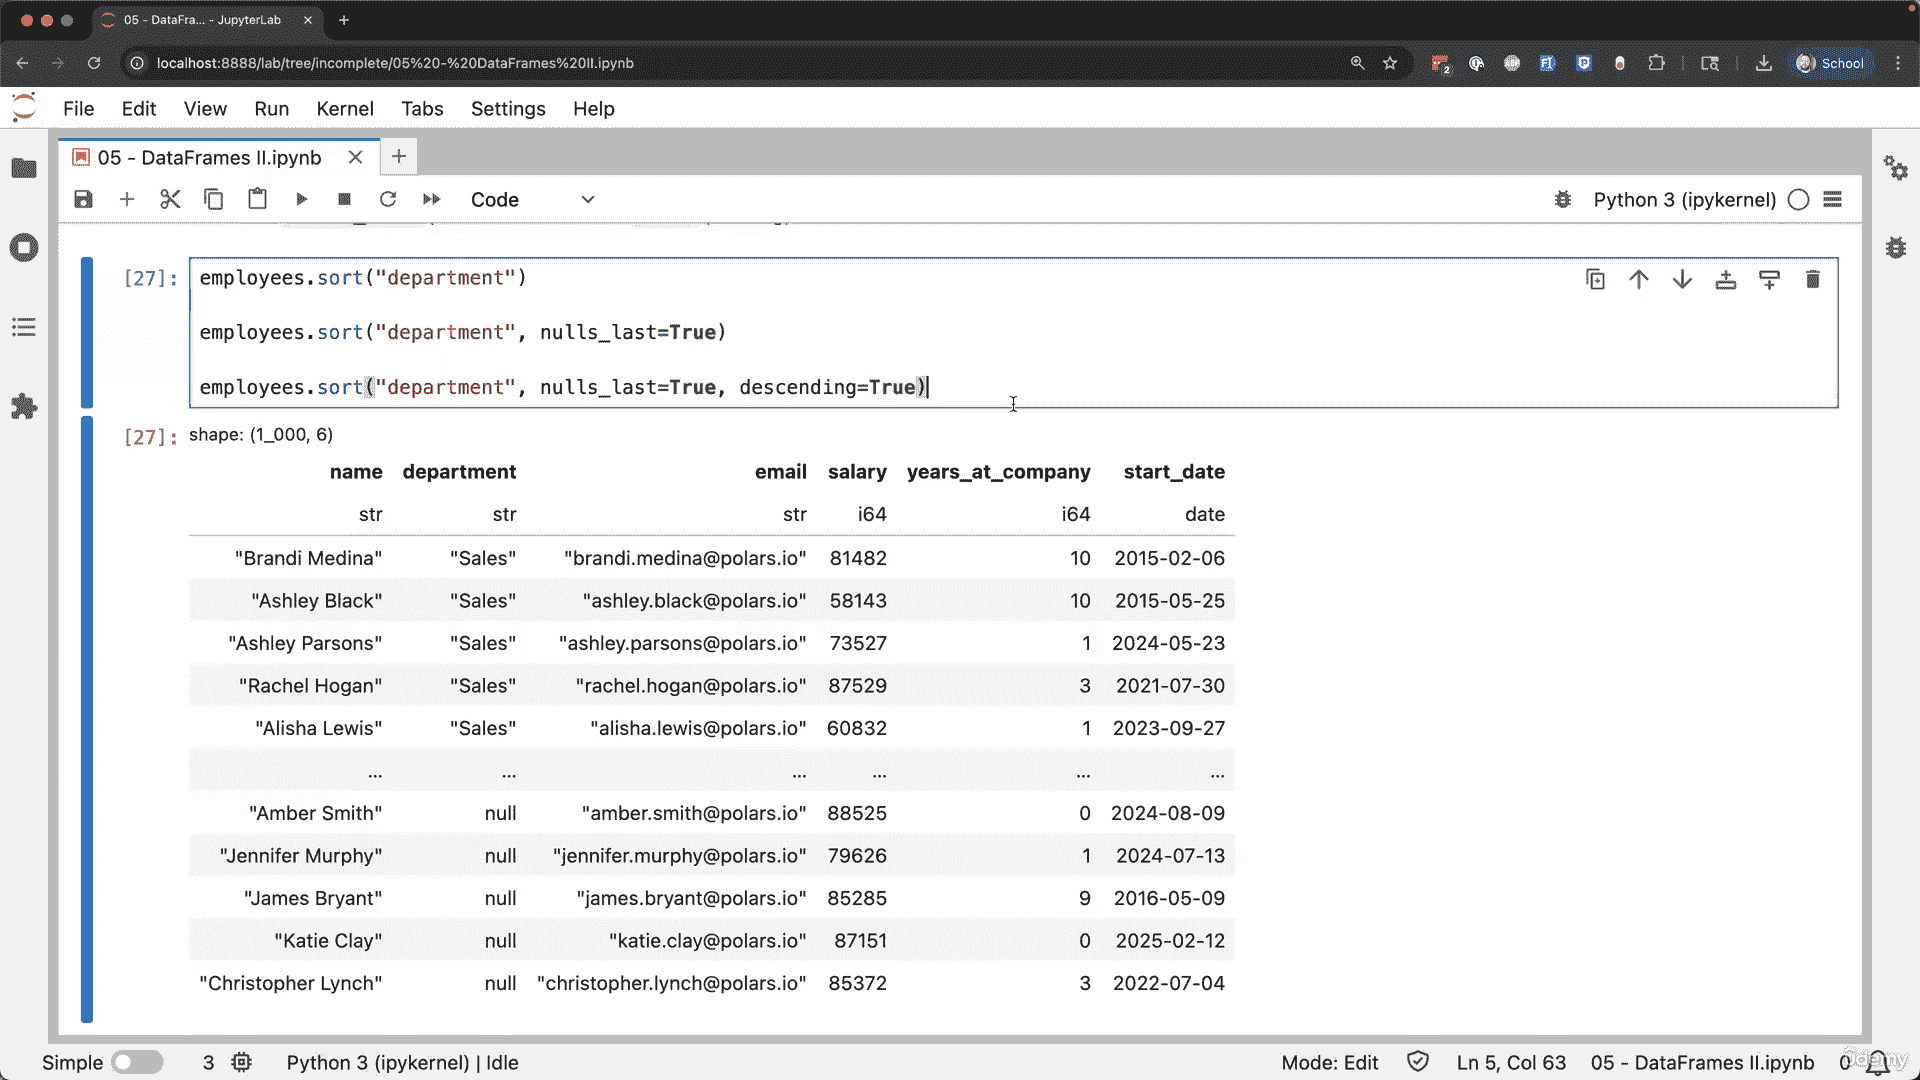 05 - DataFra... - JupyterLab
localhost:8888/lab/tree/incomplete/05%20-%20DataFrames%20II.ipynb
2
ABP
School
File Edit View Run Kernel Tabs Settings Help
05 - DataFrames II.ipynb
Code
Python 3 (ipykernel)
[27]:
employees.sort("department")
employees.sort("department", nulls_last=True)
employees.sort("department", nulls_last=True, descending=True)
[27]:
shape: (1_000, 6)
name department email salary years_at_company start_date
str str str i64 i64 date
"Brandi Medina" "Sales" "brandi.medina@polars.io" 81482 10 2015-02-06
"Ashley Black" "Sales" "ashley.black@polars.io" 58143 10 2015-05-25
"Ashley Parsons" "Sales" "ashley.parsons@polars.io" 73527 1 2024-05-23
"Rachel Hogan" "Sales" "rachel.hogan@polars.io" 87529 3 2021-07-30
"Alisha Lewis" "Sales" "alisha.lewis@polars.io" 60832 1 2023-09-27
... ... ... ... ... ...
"Amber Smith" null "amber.smith@polars.io" 88525 0 2024-08-09
"Jennifer Murphy" null "jennifer.murphy@polars.io" 79626 1 2024-07-13
"James Bryant" null "james.bryant@polars.io" 85285 9 2016-05-09
"Katie Clay" null "katie.clay@polars.io" 87151 0 2025-02-12
"Christopher Lynch" null "christopher.lynch@polars.io" 85372 3 2022-07-04
Simple 3 Python 3 (ipykernel) | Idle Mode: Edit Ln 5, Col 63 05 - DataFrames II.ipynb 0
udemy